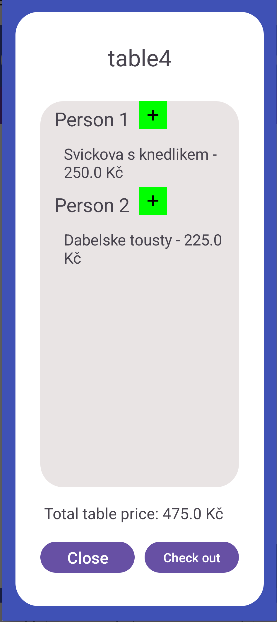 table4
Person 1 +
Svickova s knedlikem -
250.0 Kč
Person 2 +
Dabelske tousty - 225.0
Kč
Total table price: 475.0 Kč
Close
Check out